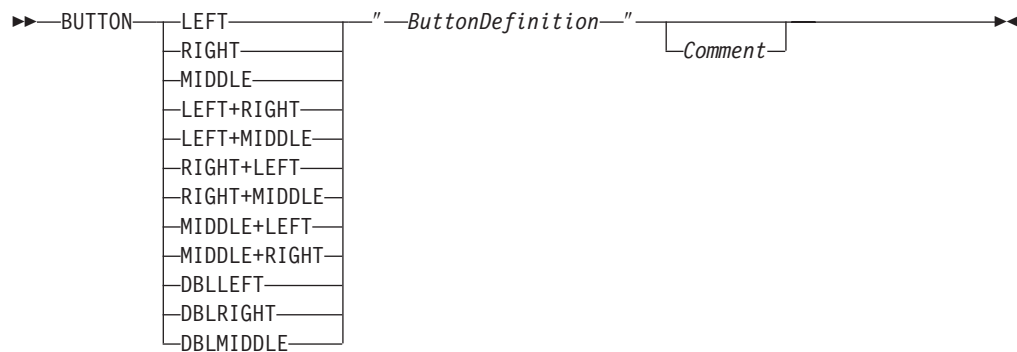 BUTTON LEFT " ButtonDefinition "
RIGHT Comment
MIDDLE
LEFT+RIGHT
LEFT+MIDDLE
RIGHT+LEFT
RIGHT+MIDDLE
MIDDLE+LEFT
MIDDLE+RIGHT
DBLLEFT
DBLRIGHT
DBLMIDDLE